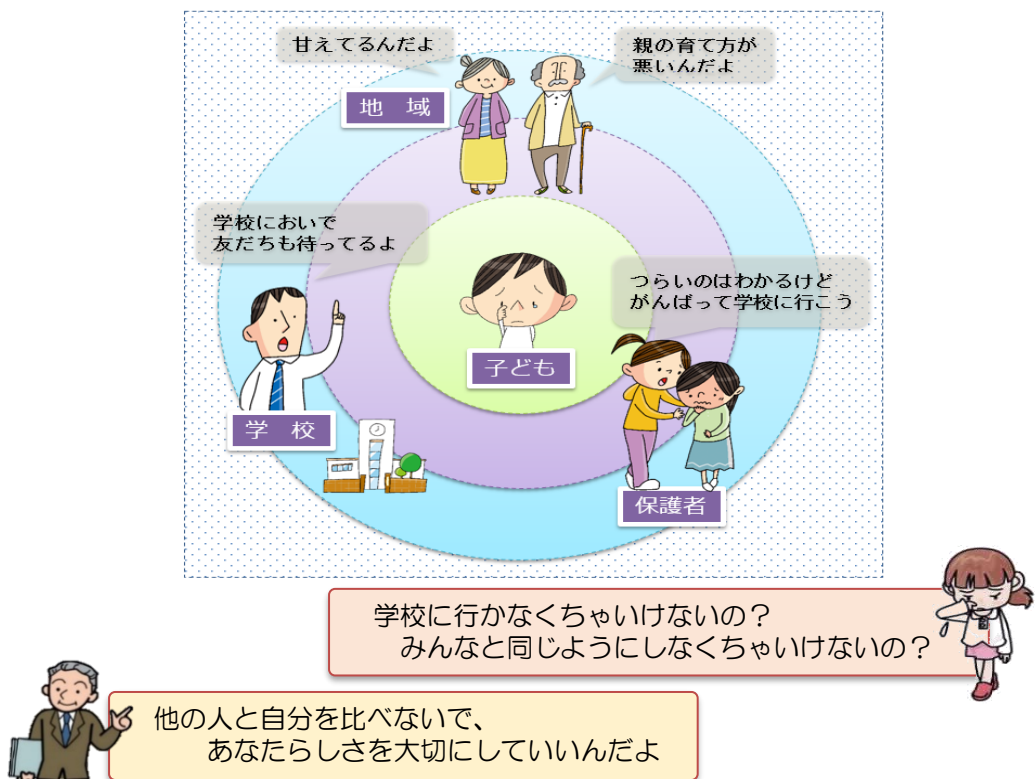 甘えてるんだよ
親の育て方が
悪いんだよ
地 域
学校においで
友だちも待ってるよ
つらいのはわかるけど
がんばって学校に行こう
子ども
学 校
保護者
学校に行かなくちゃいけないの？
みんなと同じようにしなくちゃいけないの？
他の人と自分を比べないで、
あなたらしさを大切にしていいんだよ